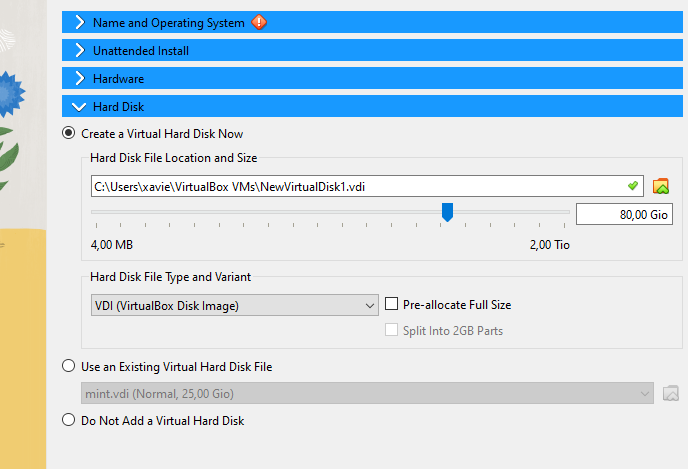 Name and Operating System
Unattended Install
Hardware
Hard Disk
Create a Virtual Hard Disk Now
Hard Disk File Location and Size
C:\Users\xavie\VirtualBox VMs\NewVirtualDisk1.vdi
80,00 Gio
4,00 MB
2,00 Tio
Hard Disk File Type and Variant
VDI (VirtualBox Disk Image)
Pre-allocate Full Size
Split Into 2GB Parts
Use an Existing Virtual Hard Disk File
mint.vdi (Normal, 25,00 Gio)
Do Not Add a Virtual Hard Disk